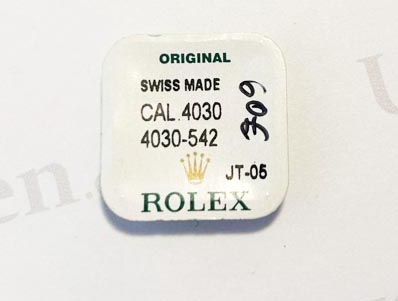 ORIGINAL
SWISS MADE
CAL.4030
4030-542
309
JT-05
ROLEX